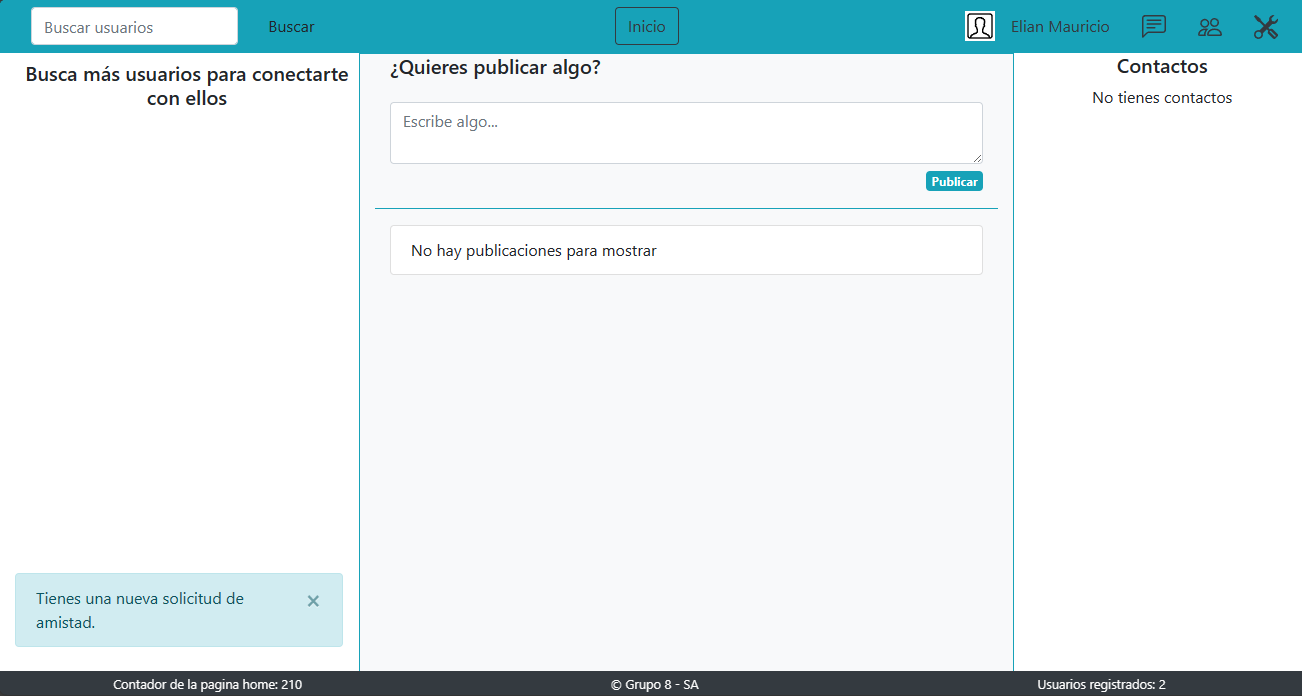 Buscar usuarios
Buscar
Inicio
Elian Mauricio
Busca más usuarios para conectarte
con ellos
¿Quieres publicar algo?
Escribe algo...
Publicar
No hay publicaciones para mostrar
Contactos
No tienes contactos
Tienes una nueva solicitud de
amistad.
×
Contador de la pagina home: 210
© Grupo 8 - SA
Usuarios registrados: 2